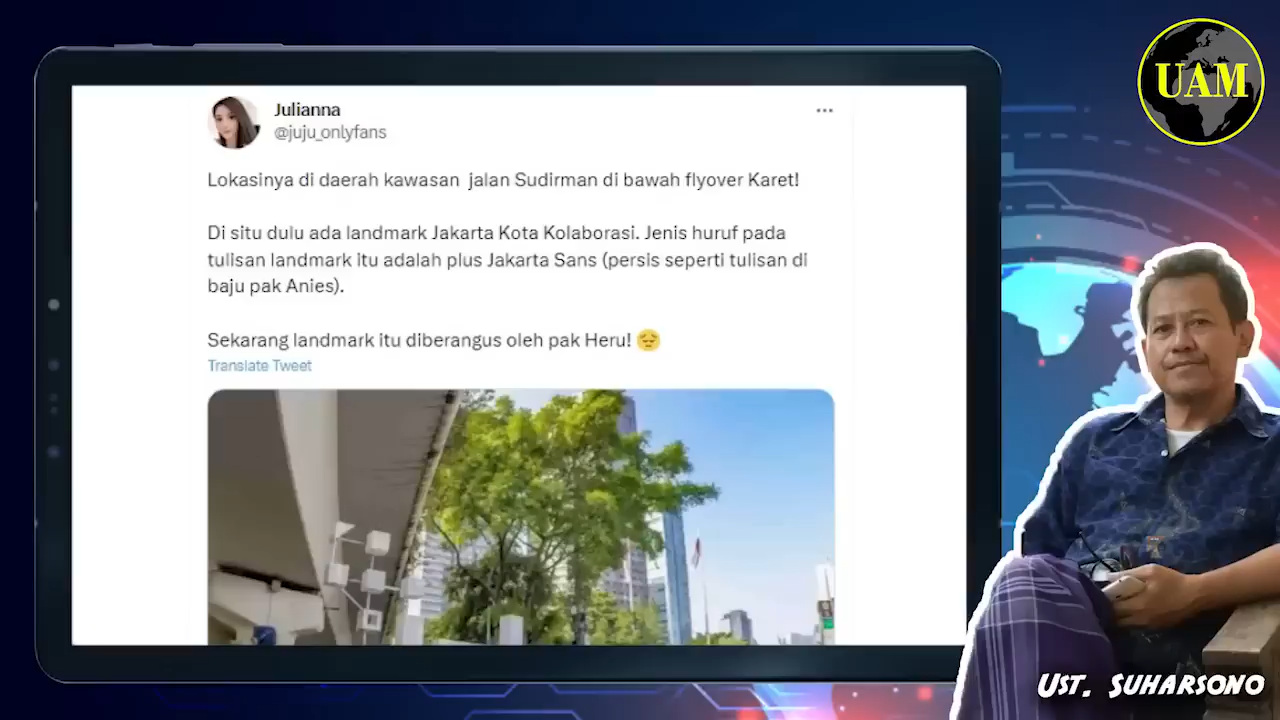 Julianna
@juju_onlyfans
Lokasinya di daerah kawasan jalan Sudirman di bawah flyover Karet!
Di situ dulu ada landmark Jakarta Kota Kolaborasi. Jenis huruf pada
tulisan landmark itu adalah plus Jakarta Sans (persis seperti tulisan di
baju pak Anies).
Sekarang landmark itu diberangus oleh pak Heru! 😔
Translate Tweet
UAM
UST. SUHARSONO